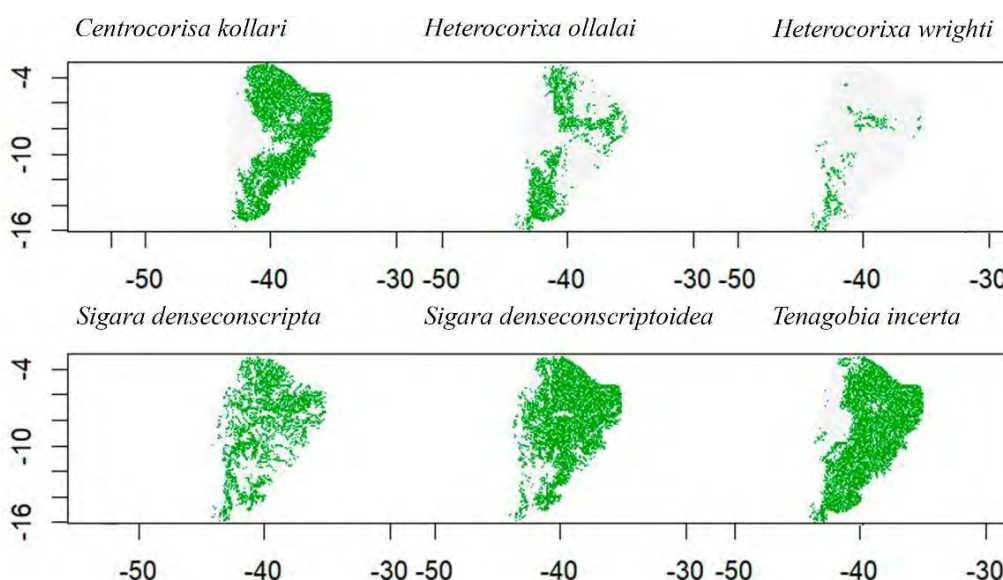 Centrocorisa kollari Heterocorixa ollalai Heterocorixa wrighti
-4
-10
-16
-50 -40 -30 -50 -40 -30 -50 -40 -30
Sigara denseconscripta Sigara denseconscriptoidea Tenagobia incerta
-4
-10
-16
-50 -40 -30 -50 -40 -30 -50 -40 -30